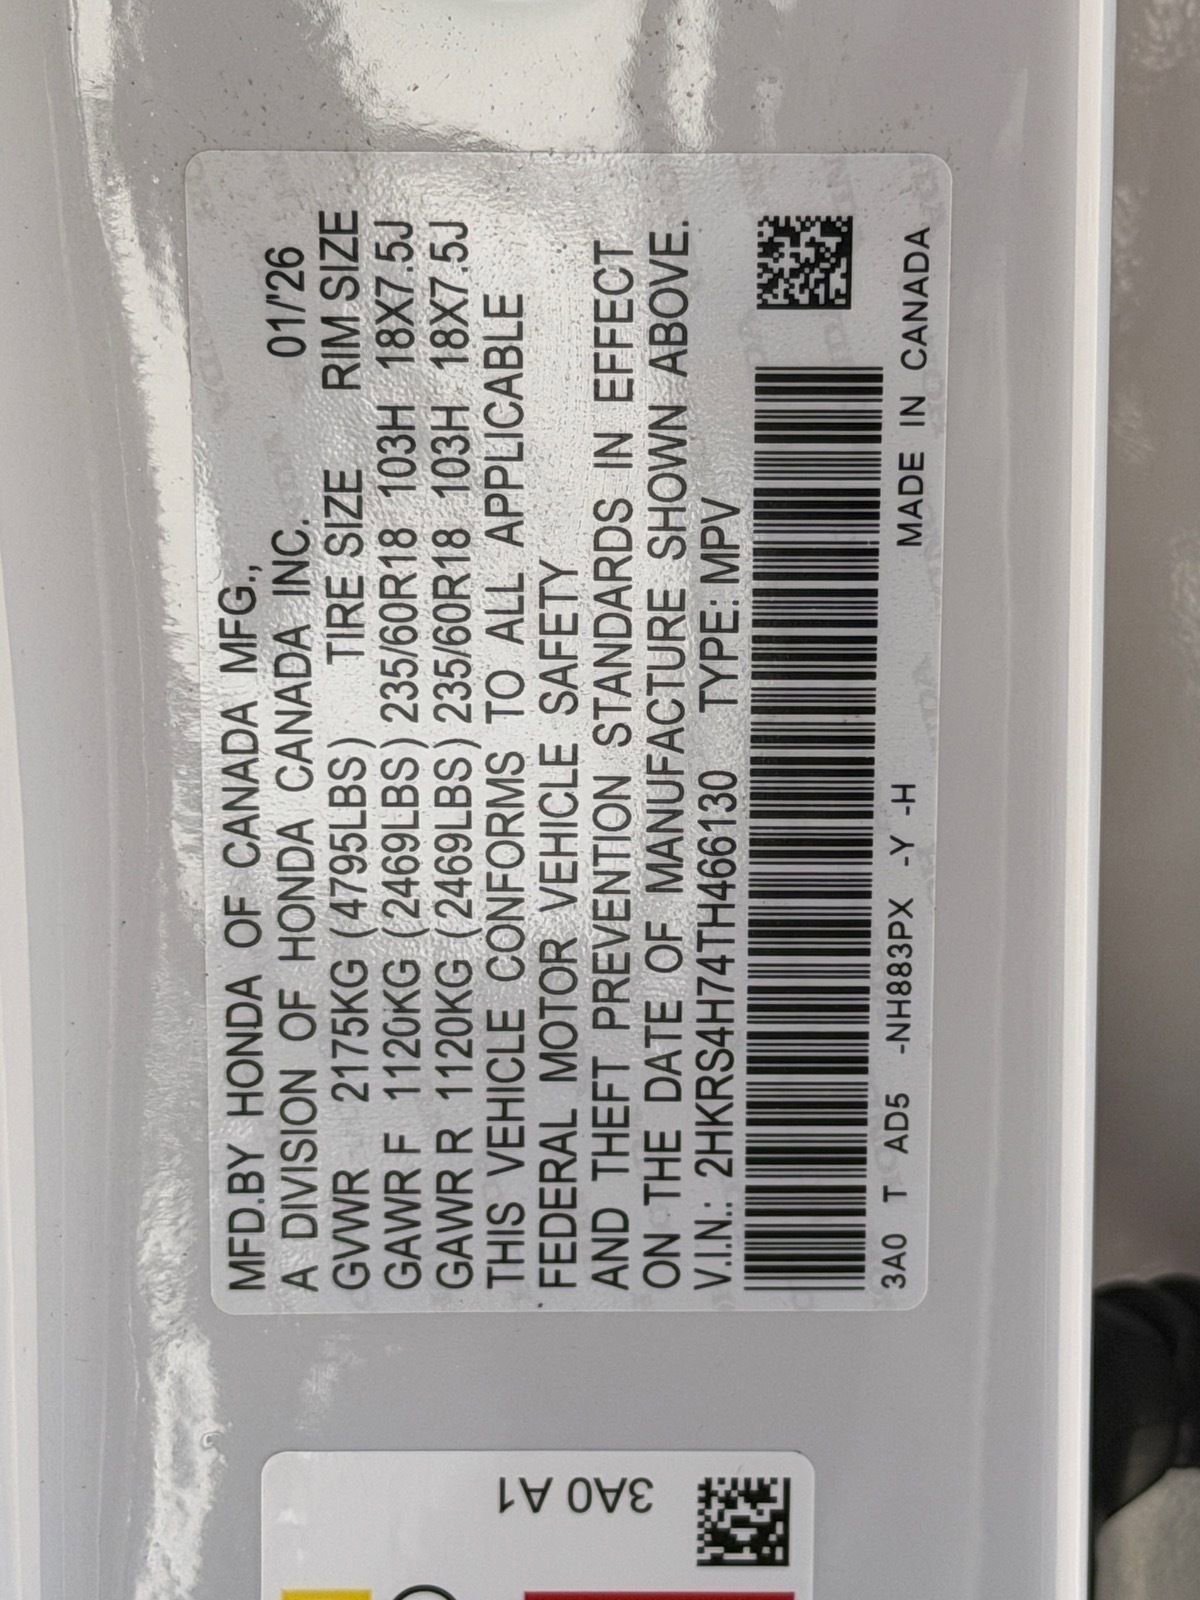 MFD.BY HONDA OF CANADA MFG.,
A DIVISION OF HONDA CANADA INC. 01/'26
GVWR 2175KG (4795LBS) TIRE SIZE RIM SIZE
GAWR F 1120KG (2469LBS) 235/60R18 103H 18X7.5J
GAWR R 1120KG (2469LBS) 235/60R18 103H 18X7.5J
THIS VEHICLE CONFORMS TO ALL APPLICABLE
FEDERAL MOTOR VEHICLE SAFETY
AND THEFT PREVENTION STANDARDS IN EFFECT
ON THE DATE OF MANUFACTURE SHOWN ABOVE.
V.I.N.: 2HKRS4H74TH466130 TYPE: MPV
3A0 T AD5 -NH883PX -Y -H MADE IN CANADA
3A0 A1